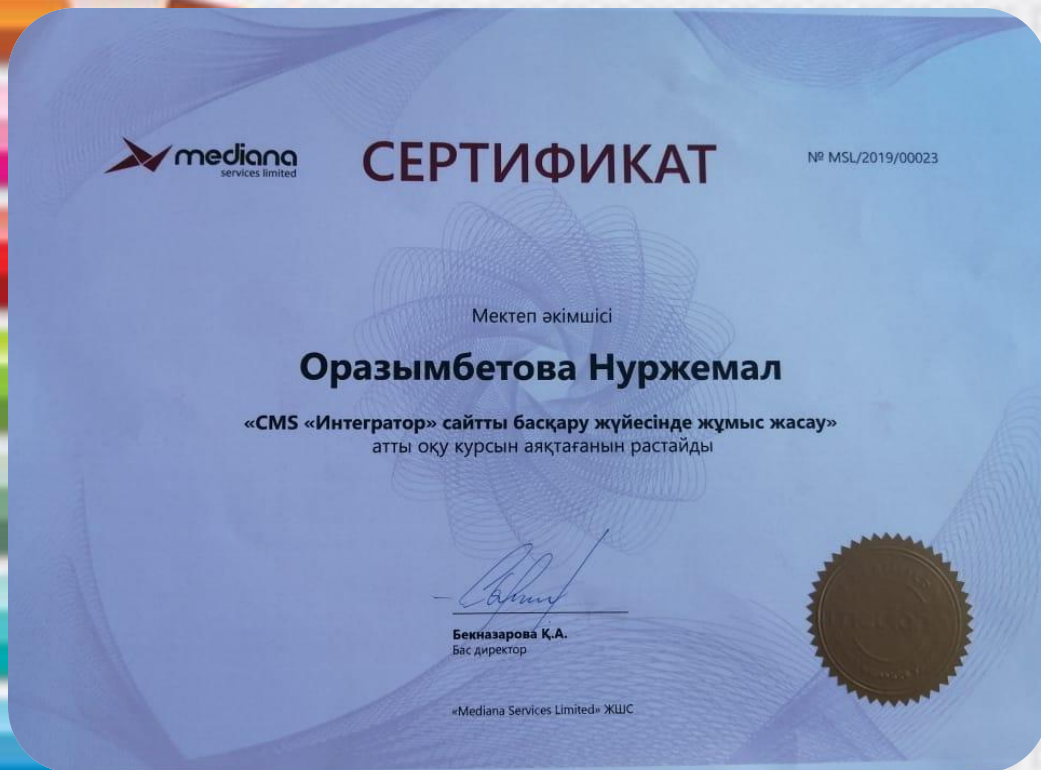 mediana
services limited
СЕРТИФИКАТ
№ MSL/2019/00023
Мектеп әкімшісі
Оразымбетова Нуржемал
«CMS «Интегратор» сайтты басқару жүйесінде жұмыс жасау»
атты оқу курсын аяқтағанын растайды
Бекназарова Қ.А.
Бас директор
«Mediana Services Limited» ЖШС